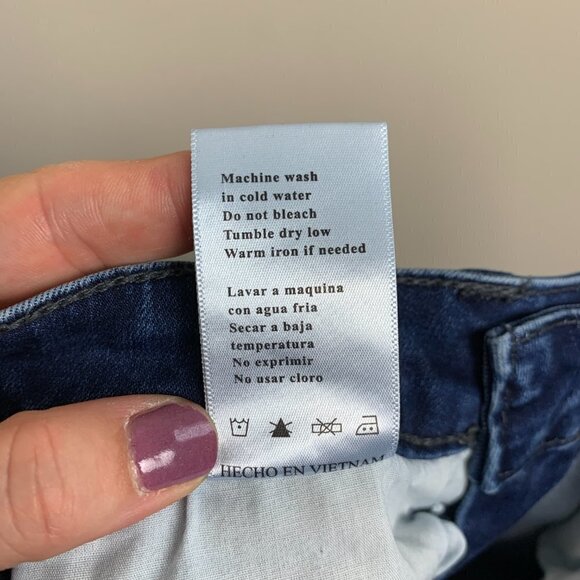 Machine wash
in cold water
Do not bleach
Tumble dry low
Warm iron if needed
Lavar a maquina
con agua fria
Secar a baja
temperatura
No exprimir
No usar cloro
HECHO EN VIETNAM